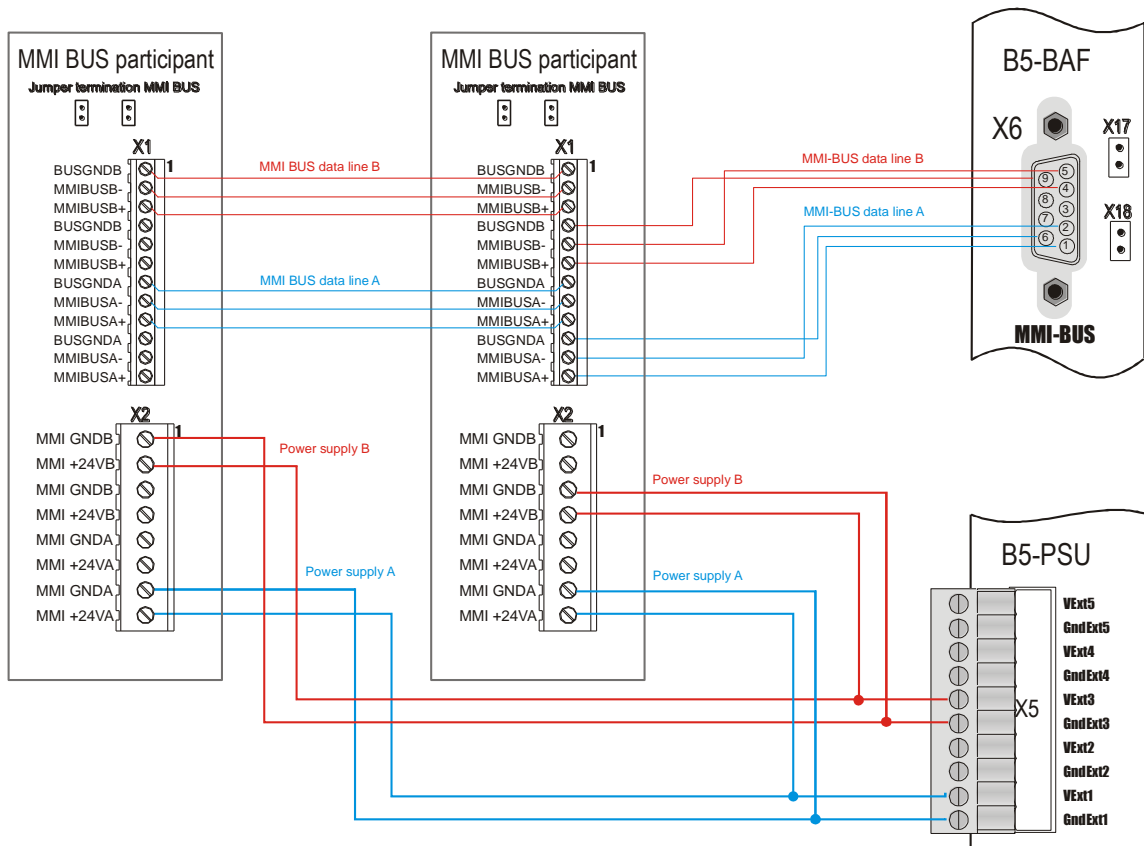 MMI BUS participant
Jumper termination MMI BUS
X1
1
BUSGNDB
MMIBUSB-
MMIBUSB+
BUSGNDB
MMIBUSB-
MMIBUSB+
BUSGNDA
MMIBUSA-
MMIBUSA+
BUSGNDA
MMIBUSA-
MMIBUSA+
X2
1
MMI GNDB
MMI +24VB
MMI GNDB
MMI +24VB
MMI GNDA
MMI +24VA
MMI GNDA
MMI +24VA
MMI BUS data line B
MMI BUS data line A
Power supply B
Power supply A
MMI BUS participant
Jumper termination MMI BUS
X1
1
BUSGNDB
MMIBUSB-
MMIBUSB+
BUSGNDB
MMIBUSB-
MMIBUSB+
BUSGNDA
MMIBUSA-
MMIBUSA+
BUSGNDA
MMIBUSA-
MMIBUSA+
X2
1
MMI GNDB
MMI +24VB
MMI GNDB
MMI +24VB
MMI GNDA
MMI +24VA
MMI GNDA
MMI +24VA
MMI-BUS data line B
MMI-BUS data line A
Power supply B
Power supply A
B5-BAF
X6
X17
X18
5
9
4
8
3
7
2
6
1
MMI-BUS
B5-PSU
X5
VExt5
GndExt5
VExt4
GndExt4
VExt3
GndExt3
VExt2
GndExt2
VExt1
GndExt1